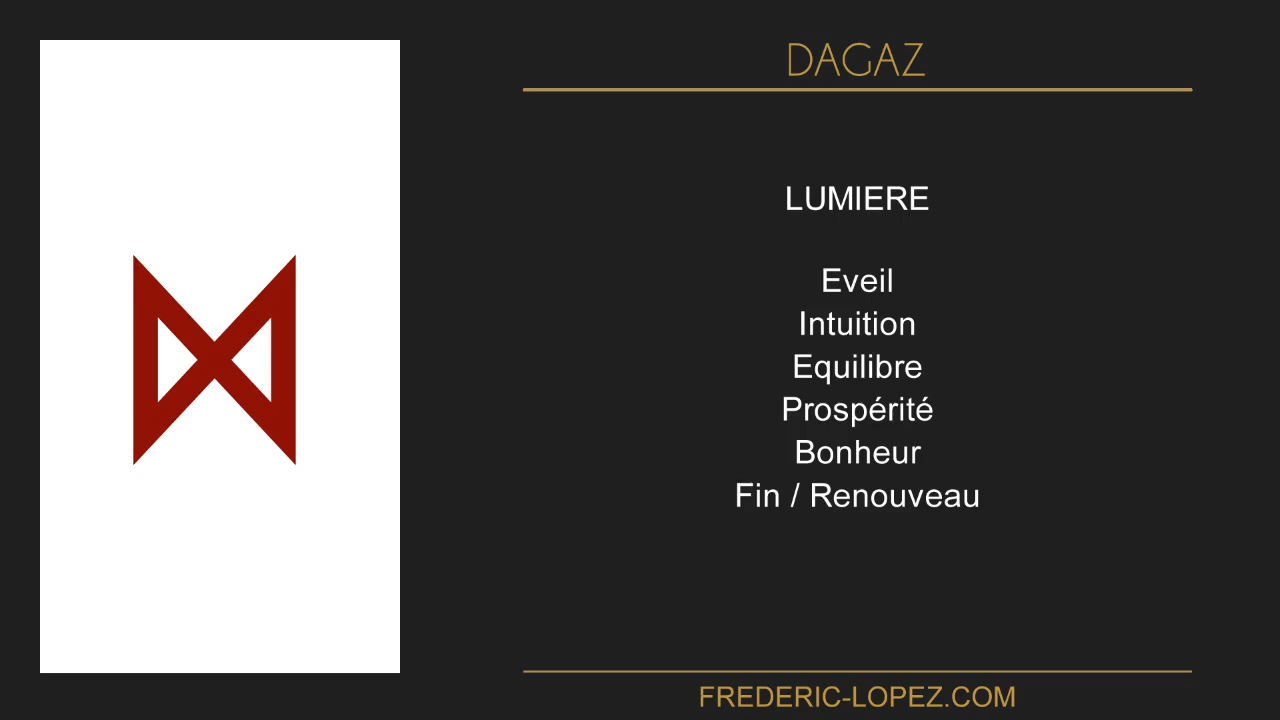 DAGAZ
LUMIERE
Eveil
Intuition
Equilibre
Prospérité
Bonheur
Fin / Renouveau
FREDERIC-LOPEZ.COM